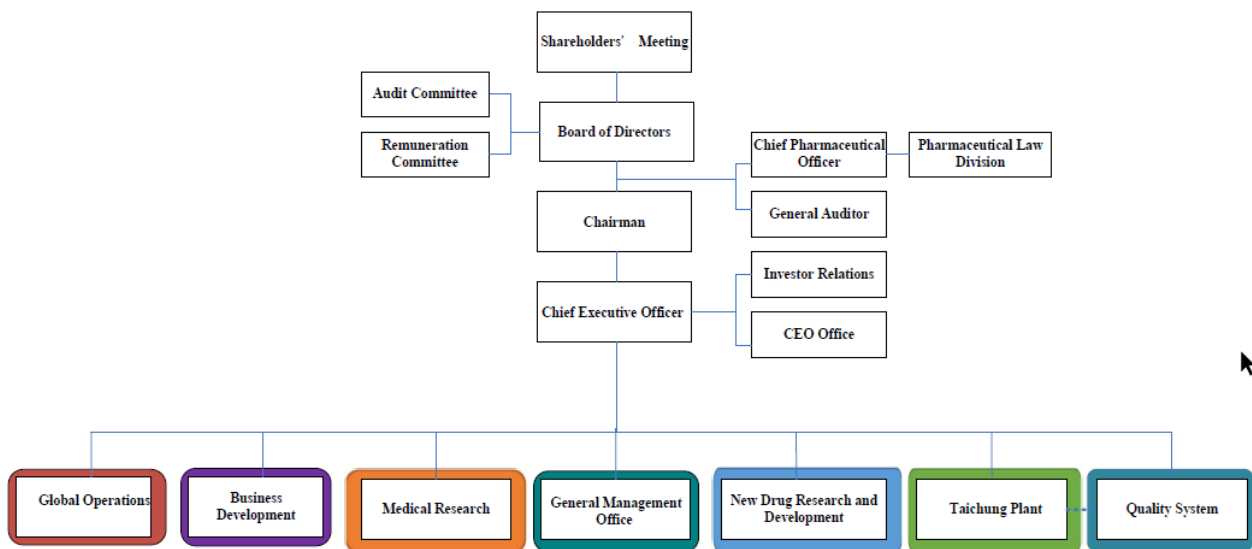 Shareholders' Meeting
Audit Committee
Board of Directors
Remuneration
Committee
Chief Pharmaceutical
Officer
Pharmaceutical Law
Division
Chairman
General Auditor
Investor Relations
Chief Executive Officer
CEO Office
Global Operations
Business
Development
Medical Research
General Management
Office
New Drug Research and
Development
Taichung Plant
Quality System